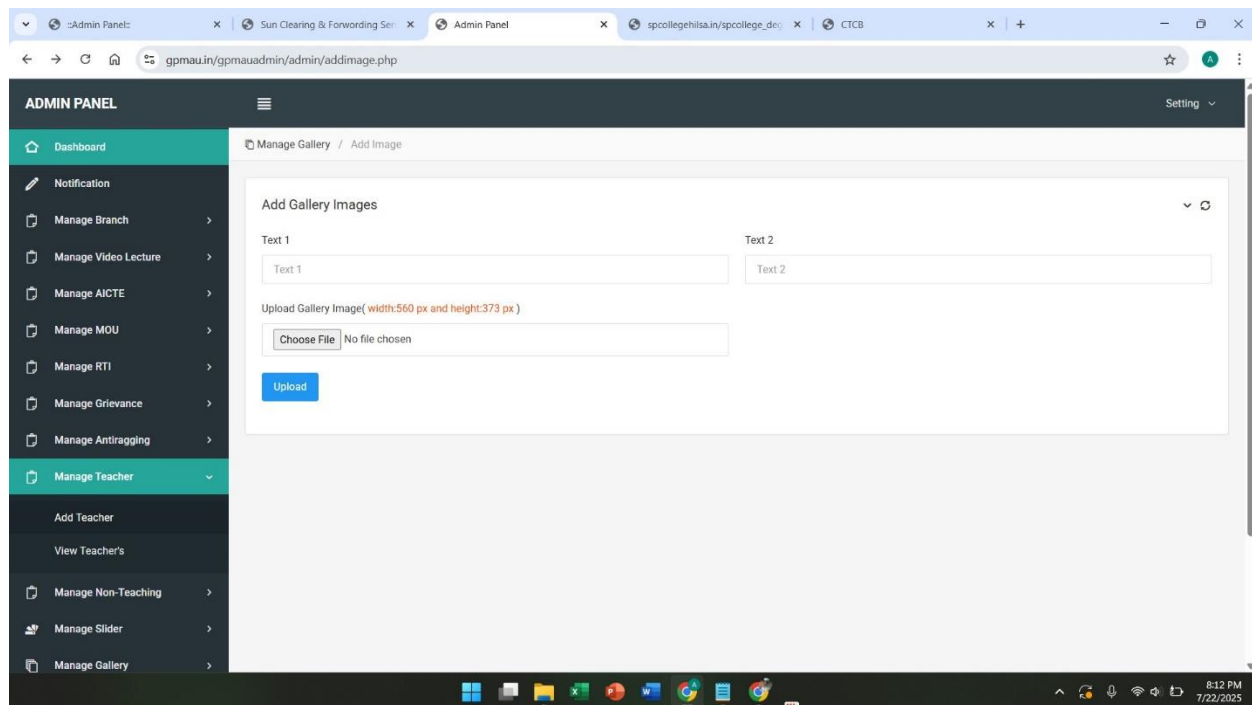 ::Admin Panel::
Sun Clearing & Forwording Ser
Admin Panel
spcollegehilsa.in/spcollege_deg
CTCB
gpmau.in/gpmauadmin/admin/addimage.php
A
ADMIN PANEL
Setting
Dashboard
Manage Gallery / Add Image
Notification
Manage Branch
Manage Video Lecture
Manage AICTE
Manage MOU
Manage RTI
Manage Grievance
Manage Antiragging
Manage Teacher
Add Teacher
View Teacher's
Manage Non-Teaching
Manage Slider
Manage Gallery
Add Gallery Images
Text 1 Text 2
Text 1 Text 2
Upload Gallery Image( width:560 px and height:373 px )
Choose File No file chosen
Upload
8:12 PM
7/22/2025